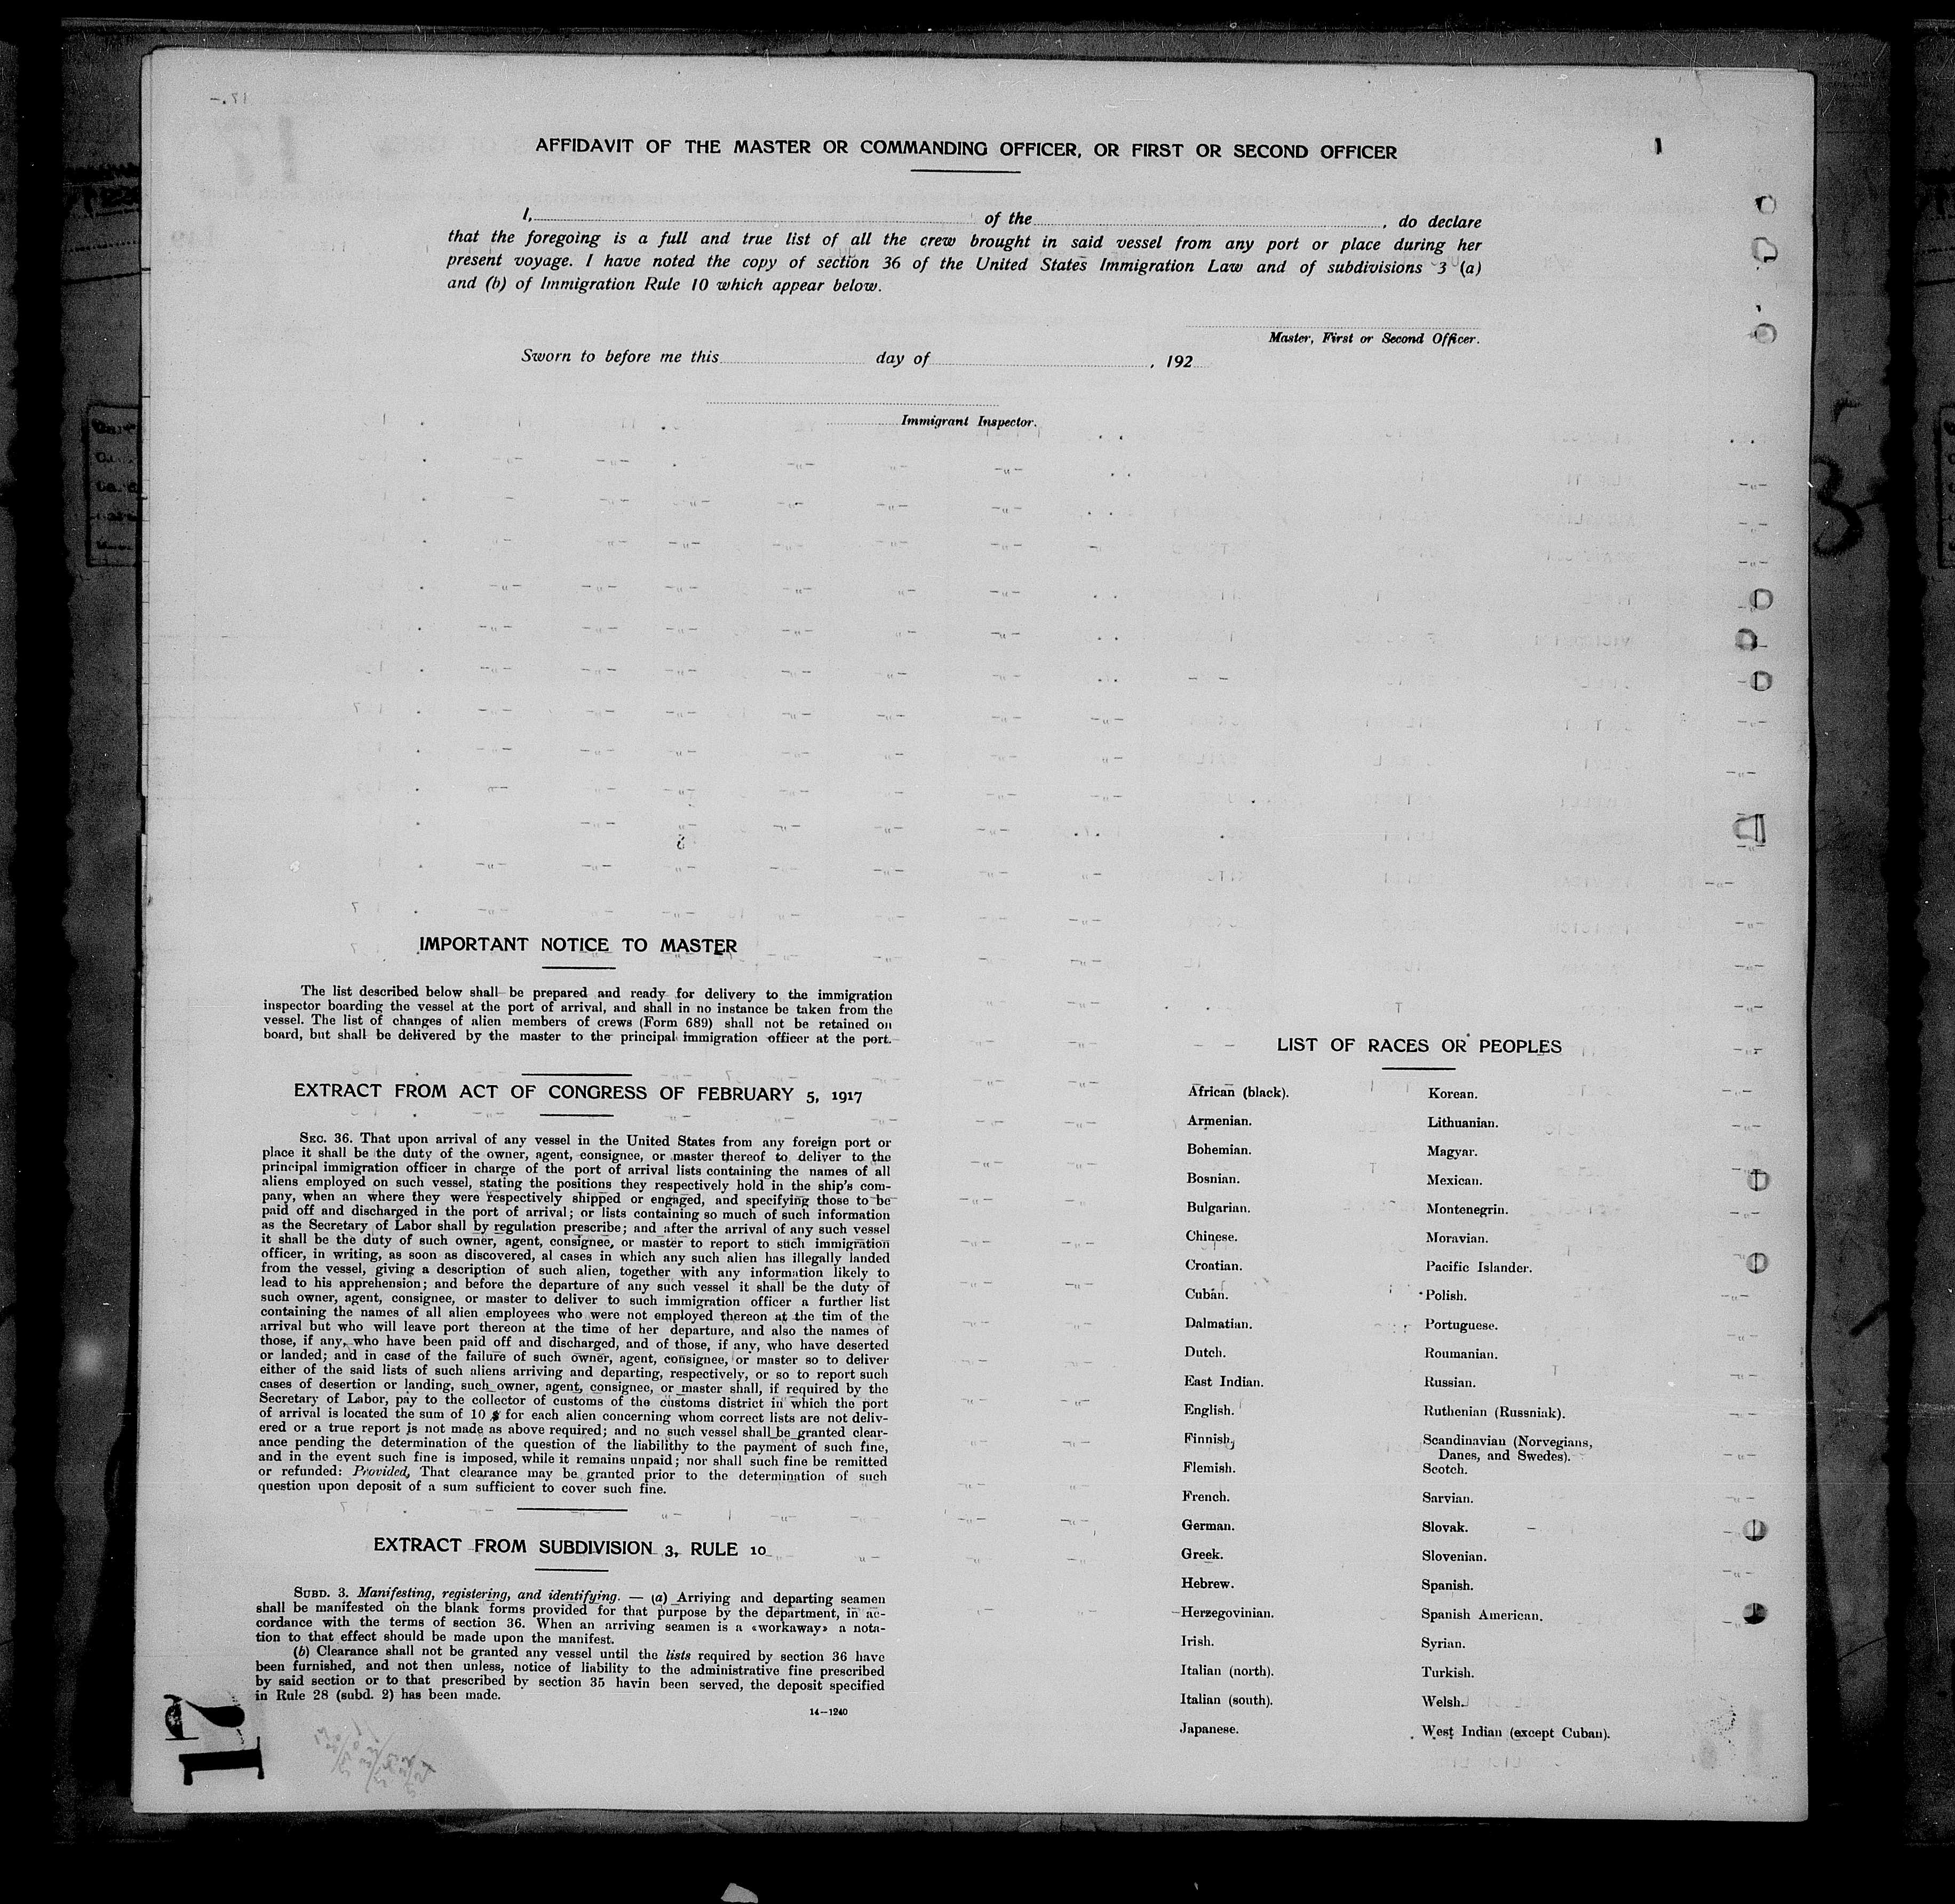 AFFIDAVIT OF THE MASTER OR COMMANDING OFFICER, OR FIRST OR SECOND OFFICER
I, of the , do declare
that the foregoing is a full and true list of all the crew brought in said vessel from any port or place during her
present voyage. I have noted the copy of section 36 of the United States Immigration Law and of subdivisions 3 (a)
and (b) of Immigration Rule 10 which appear below.
Master, First or Second Officer.
Sworn to before me this day of , 192
Immigrant Inspector.
IMPORTANT NOTICE TO MASTER
The list described below shall be prepared and ready for delivery to the immigration
inspector boarding the vessel at the port of arrival, and shall in no instance be taken from the
vessel. The list of changes of alien members of crews (Form 689) shall not be retained on
board, but shall be delivered by the master to the principal immigration officer at the port.
EXTRACT FROM ACT OF CONGRESS OF FEBRUARY 5, 1917
SEC. 36. That upon arrival of any vessel in the United States from any foreign port or
place it shall be the duty of the owner, agent, consignee, or master thereof to deliver to the
principal immigration officer in charge of the port of arrival lists containing the names of all
aliens employed on such vessel, stating the positions they respectively hold in the ship's com-
pany, when an where they were respectively shipped or engaged, and specifying those to be
paid off and discharged in the port of arrival; or lists containing so much of such information
as the Secretary of Labor shall by regulation prescribe; and after the arrival of any such vessel
it shall be the duty of such owner, agent, consignee, or master to report to such immigration
officer, in writing, as soon as discovered, al cases in which any such alien has illegally landed
from the vessel, giving a description of such alien, together with any information likely to
lead to his apprehension; and before the departure of any such vessel it shall be the duty of
such owner, agent, consignee, or master to deliver to such immigration officer a further list
containing the names of all alien employees who were not employed thereon at the tim of the
arrival but who will leave port thereon at the time of her departure, and also the names of
those, if any, who have been paid off and discharged, and of those, if any, who have deserted
or landed; and in case of the failure of such owner, agent, consignee, or master so to deliver
either of the said lists of such aliens arriving and departing, respectively, or so to report such
cases of desertion or landing, such owner, agent, consignee, or master shall, if required by the
Secretary of Labor, pay to the collector of customs of the customs district in which the port
of arrival is located the sum of 10 $ for each alien concerning whom correct lists are not deliv-
ered or a true report is not made as above required; and no such vessel shall be granted clear-
ance pending the determination of the question of the liabilithy to the payment of such fine,
and in the event such fine is imposed, while it remains unpaid; nor shall such fine be remitted
or refunded: Provided, That clearance may be granted prior to the determination of such
question upon deposit of a sum sufficient to cover such fine.
EXTRACT FROM SUBDIVISION 3, RULE 10
SUBD. 3. Manifesting, registering, and identifying. — (a) Arriving and departing seamen
shall be manifested on the blank forms provided for that purpose by the department, in ac-
cordance with the terms of section 36. When an arriving seamen is a «workaway» a nota-
tion to that effect should be made upon the manifest.
(b) Clearance shall not be granted any vessel until the lists required by section 36 have
been furnished, and not then unless, notice of liability to the administrative fine prescribed
by said section or to that prescribed by section 35 havin been served, the deposit specified
in Rule 28 (subd. 2) has been made.
14—1240
17
LIST OF RACES OR PEOPLES
African (black).
Armenian.
Bohemian.
Bosnian.
Bulgarian.
Chinese.
Croatian.
Cuban.
Dalmatian.
Dutch.
East Indian.
English.
Finnish.
Flemish.
French.
German.
Greek.
Hebrew.
Herzegovinian.
Irish.
Italian (north).
Italian (south).
Japanese.
Korean.
Lithuanian.
Magyar.
Mexican.
Montenegrin.
Moravian.
Pacific Islander.
Polish.
Portuguese.
Roumanian.
Russian.
Ruthenian (Russniak).
Scandinavian (Norvegians,
Danes, and Swedes).
Scotch.
Sarvian.
Slovak.
Slovenian.
Spanish.
Spanish American.
Syrian.
Turkish.
Welsh.
West Indian (except Cuban).